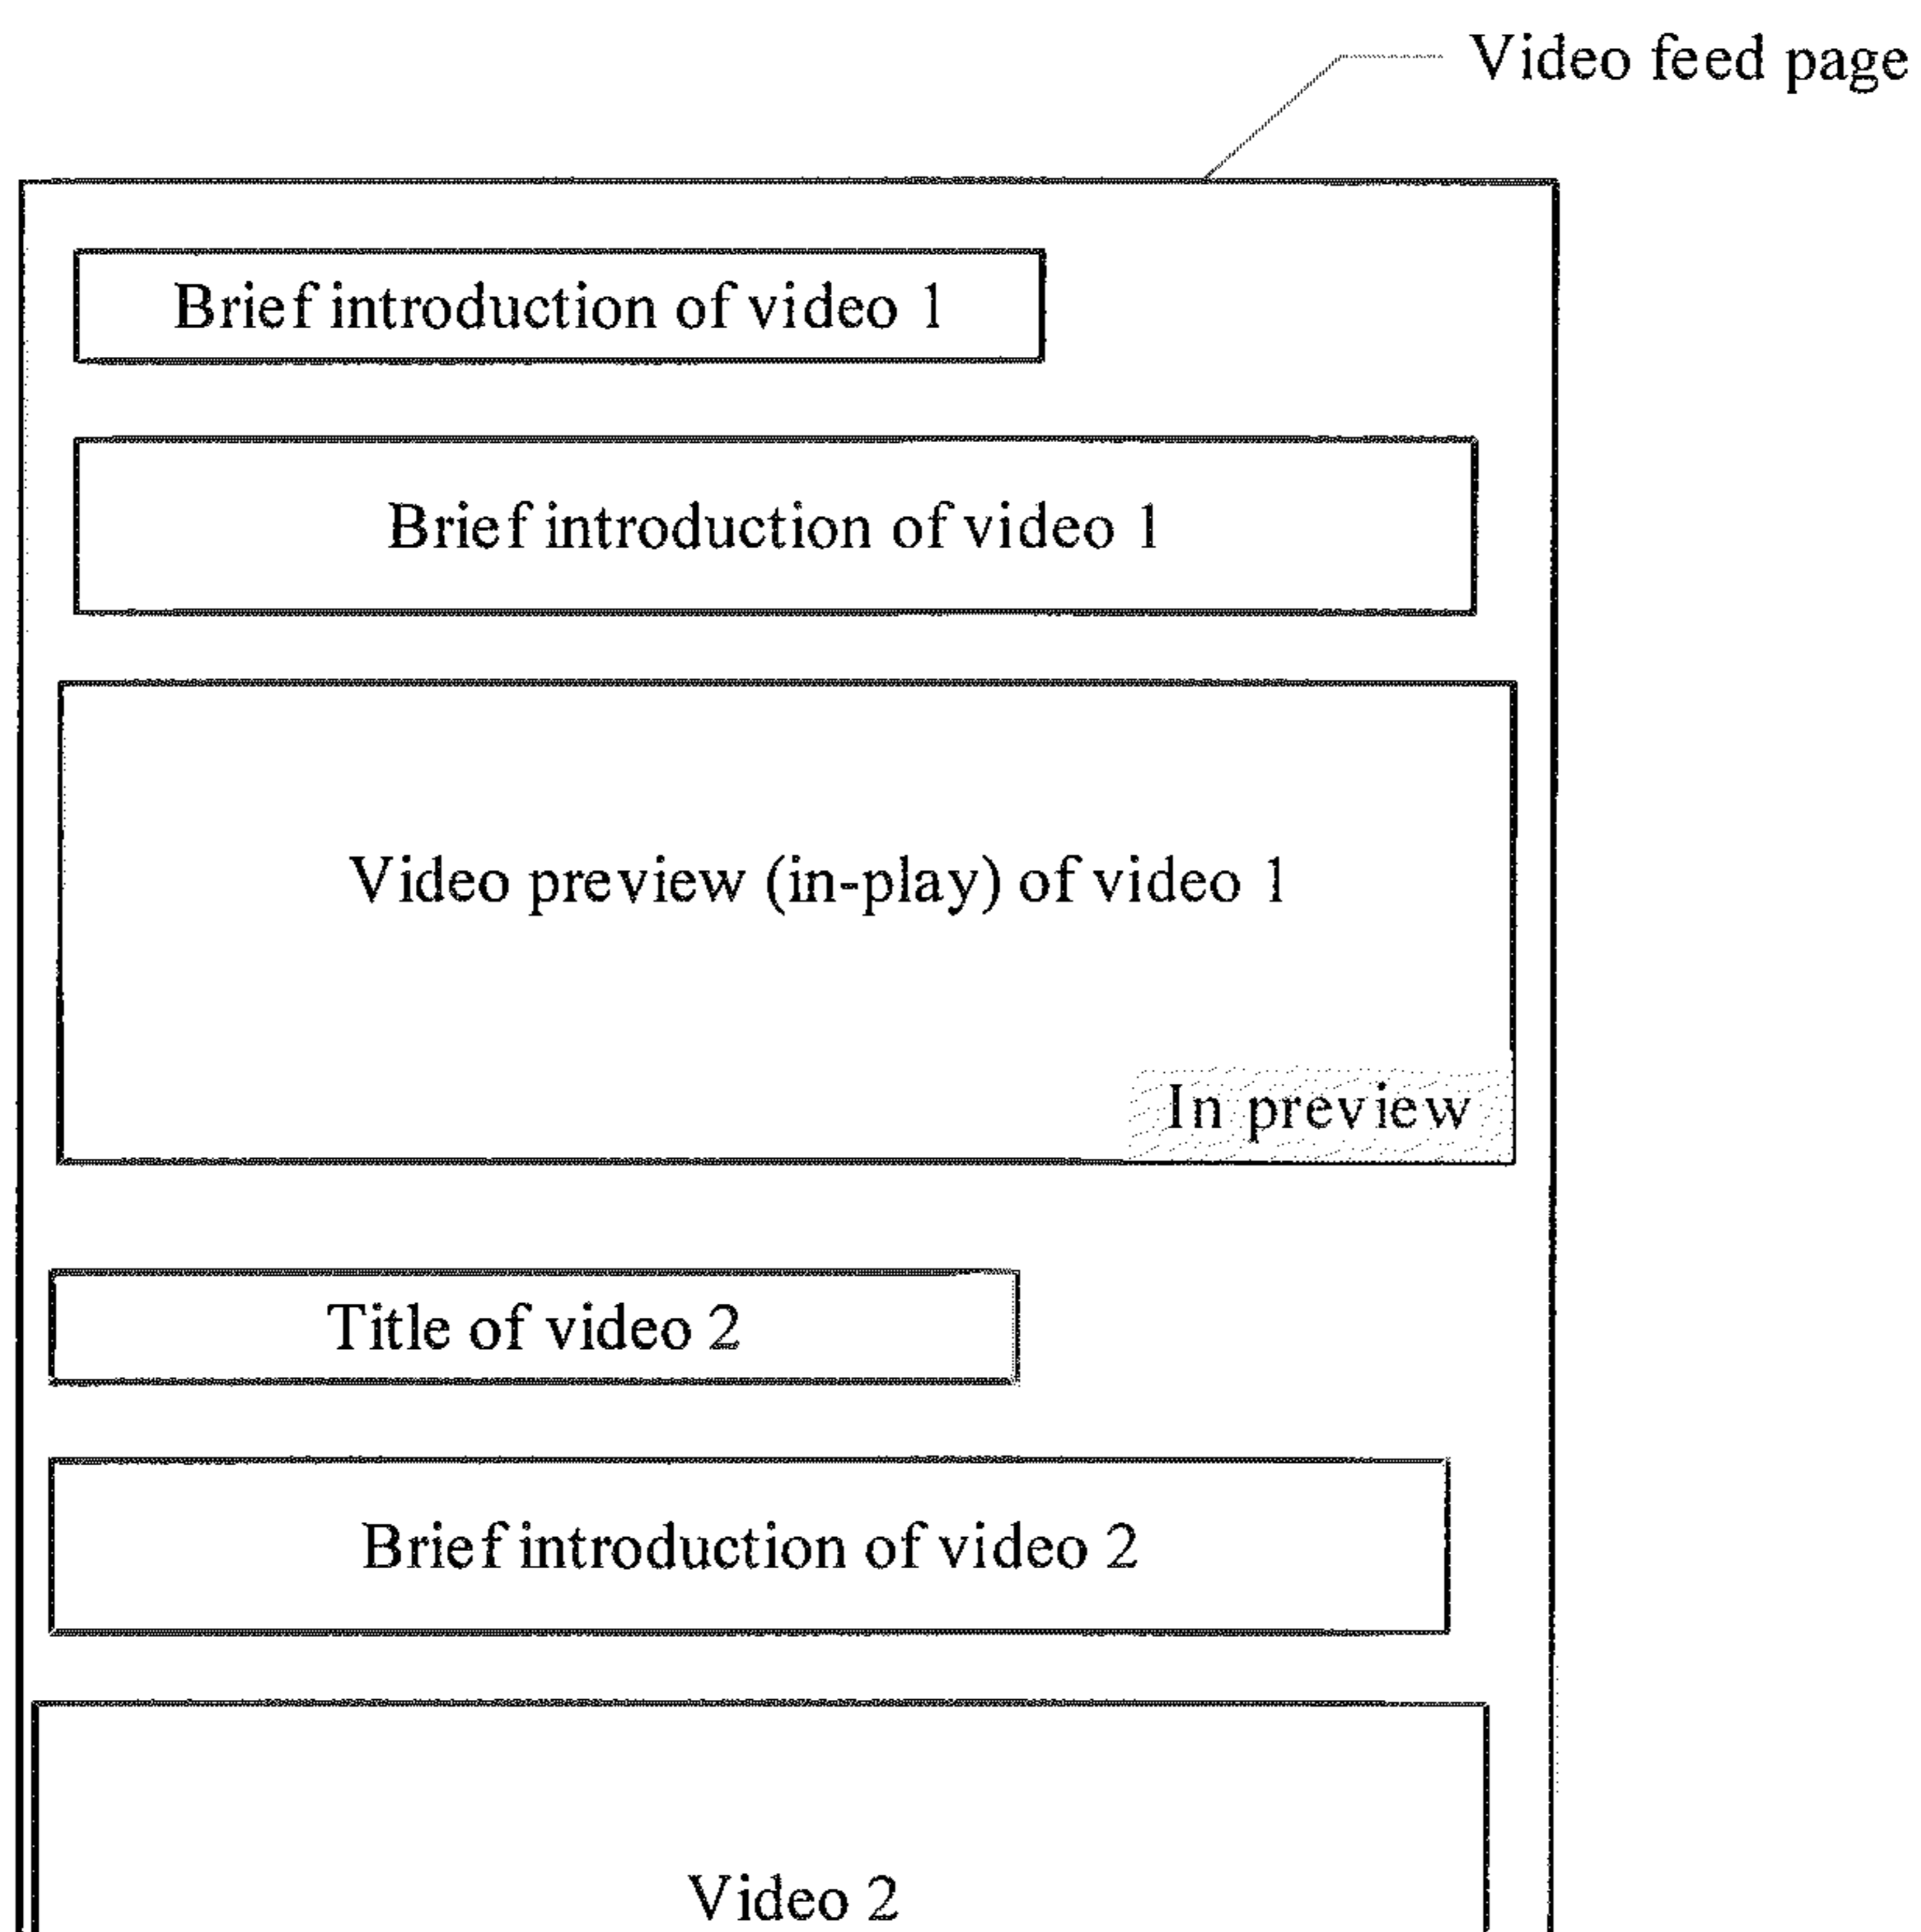 Video feed page
Brief introduction of video 1
Brief introduction of video 1
Video preview (in-play) of video 1
In preview
Title of video 2
Brief introduction of video 2
Video 2